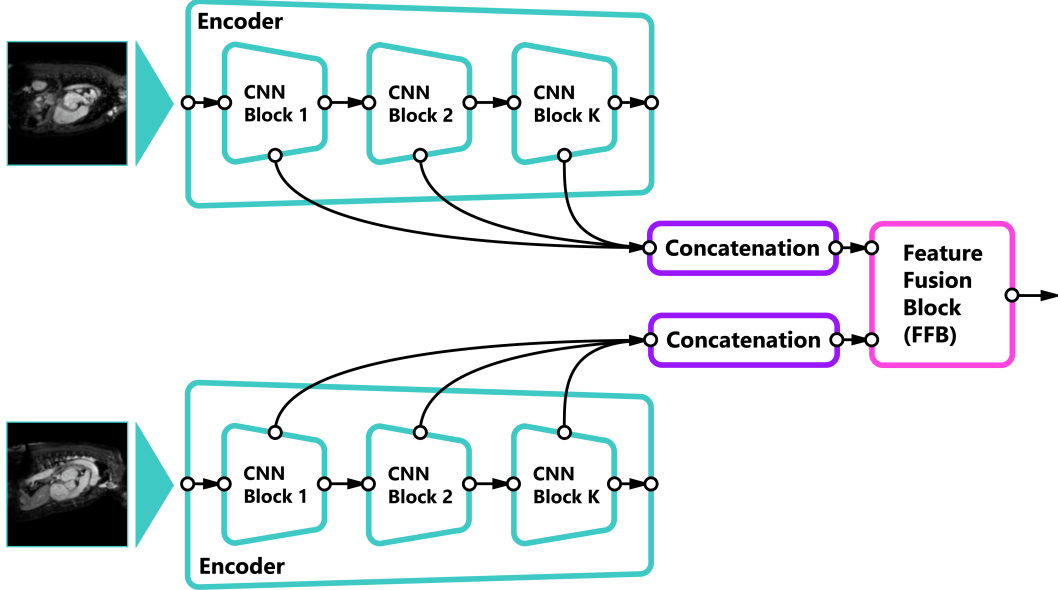 Encoder
CNN
Block 1
CNN
Block 2
CNN
Block K
Concatenation
Feature
Fusion
Block
(FFB)
Concatenation
CNN
Block 1
CNN
Block 2
CNN
Block K
Encoder